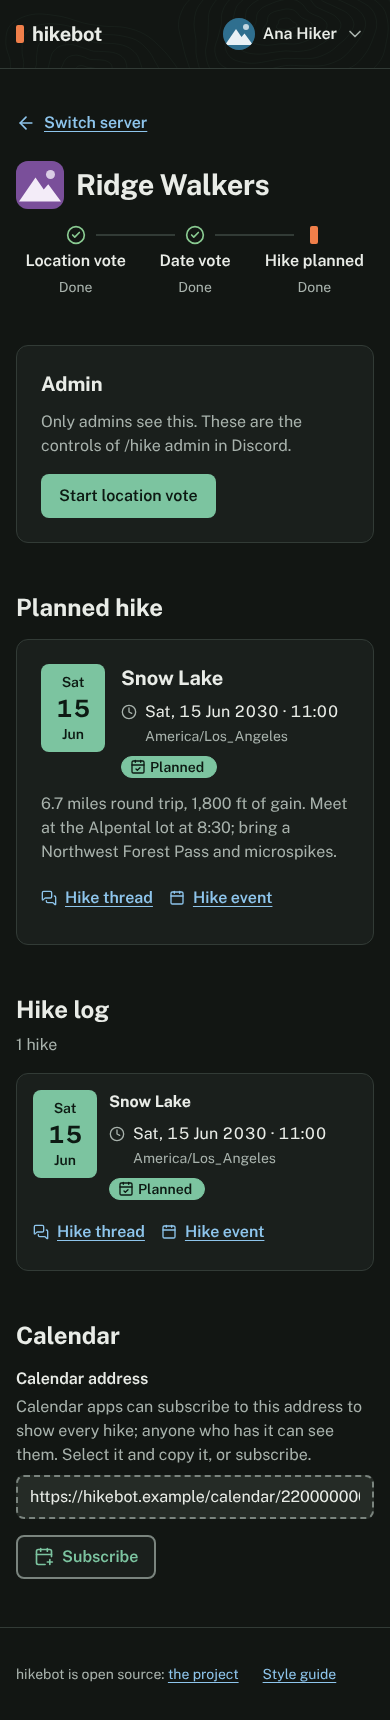 hikebot
Ana Hiker
Switch server
Ridge Walkers
Location vote
Done
Date vote
Done
Hike planned
Done
Admin
Only admins see this. These are the
controls of /hike admin in Discord.
Start location vote
Planned hike
Sat
15
Jun
Snow Lake
Sat, 15 Jun 2030 · 11:00
America/Los_Angeles
Planned
6.7 miles round trip, 1,800 ft of gain. Meet
at the Alpental lot at 8:30; bring a
Northwest Forest Pass and microspikes.
Hike thread
Hike event
Hike log
1 hike
Sat
15
Jun
Snow Lake
Sat, 15 Jun 2030 · 11:00
America/Los_Angeles
Planned
Hike thread
Hike event
Calendar
Calendar address
Calendar apps can subscribe to this address to
show every hike; anyone who has it can see
them. Select it and copy it, or subscribe.
https://hikebot.example/calendar/220000000
Subscribe
hikebot is open source: the project
Style guide